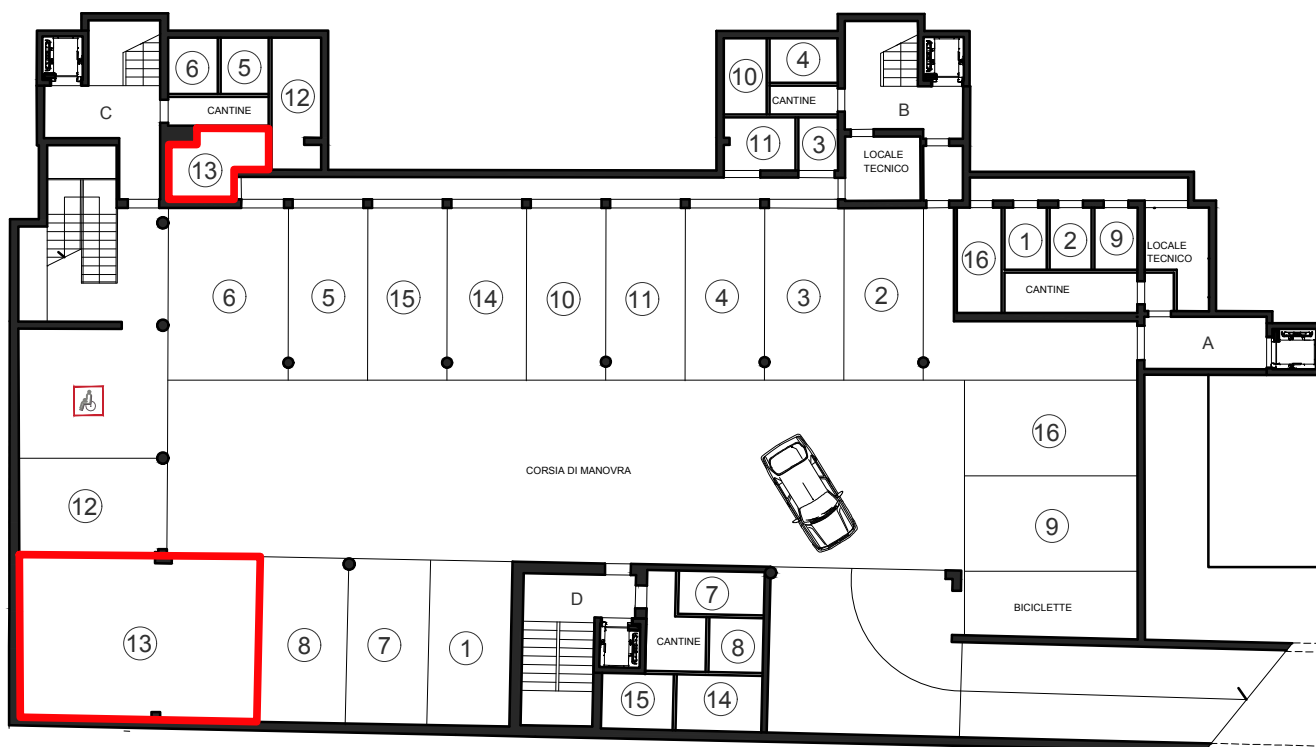 6
5
12
CANTINE
C
13
10
4
CANTINE
11
3
B
LOCALE
TECNICO
16
1
2
9
LOCALE
TECNICO
CANTINE
A
6
5
15
14
10
11
4
3
2
16
CORSIA DI MANOVRA
12
9
BICICLETTE
13
8
7
1
D
7
CANTINE
8
15
14